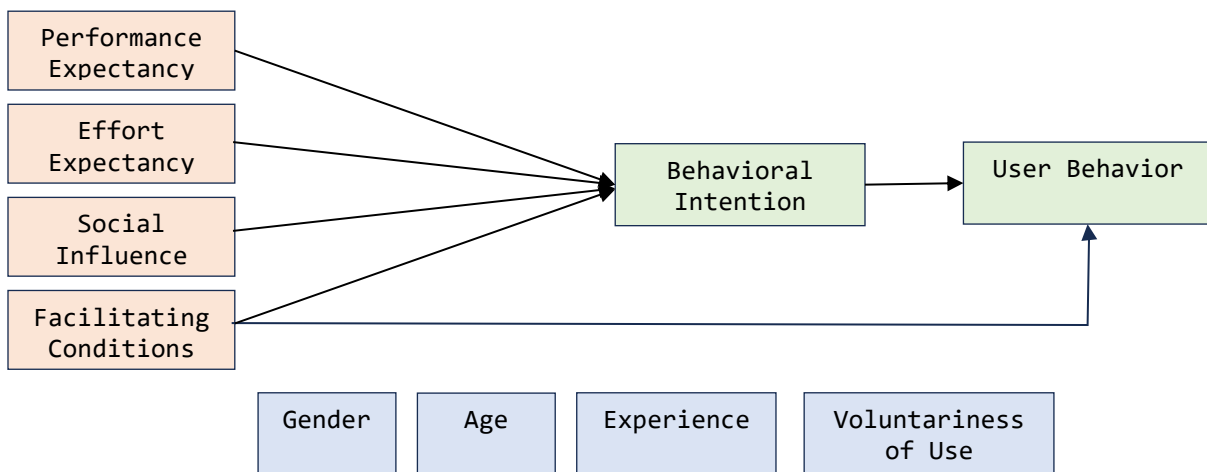 Performance
Expectancy
Effort
Expectancy
Social
Influence
Facilitating
Conditions
Behavioral
Intention
User Behavior
Gender
Age
Experience
Voluntariness
of Use